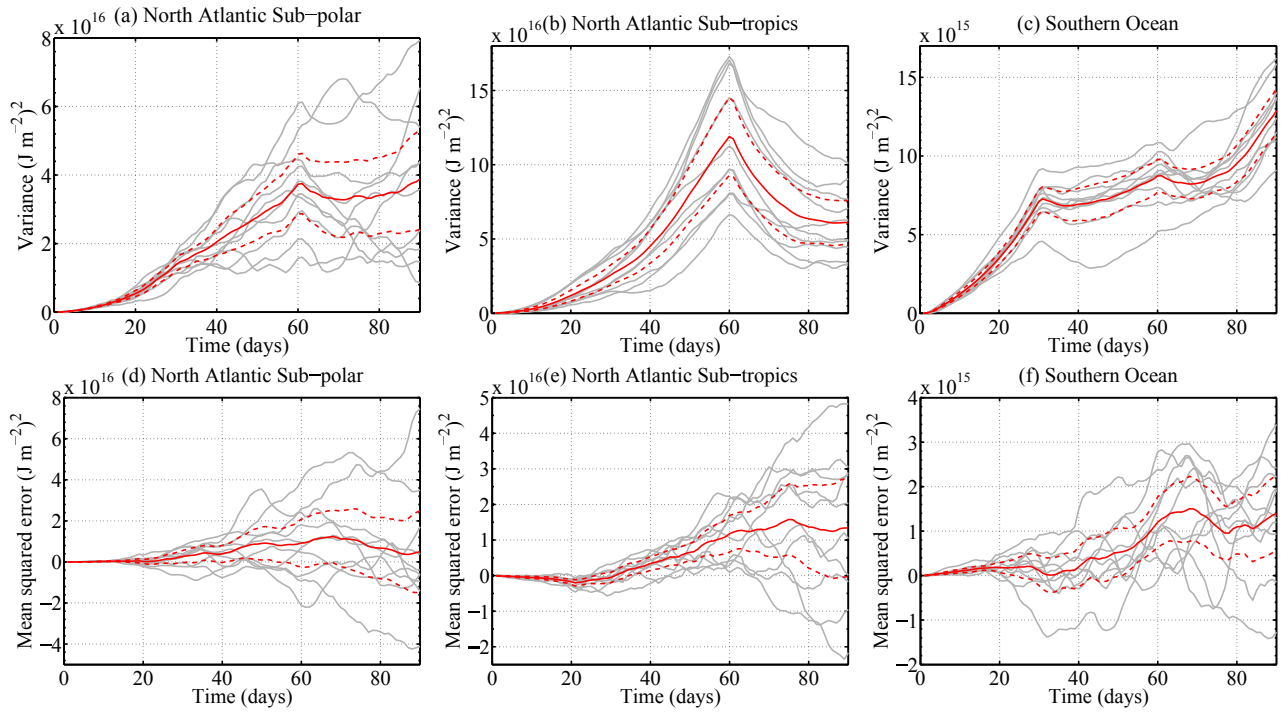 x 10^16 (a) North Atlantic Sub−polar
8
6
4
2
0
0 20 40 60 80
Variance (J m^−2)^2
Time (days)
x 10^16 (b) North Atlantic Sub−tropics
15
10
5
0
0 20 40 60 80
Variance (J m^−2)^2
Time (days)
x 10^15
(c) Southern Ocean
15
10
5
0
0 20 40 60 80
Variance (J m^−2)^2
Time (days)
x 10^16 (d) North Atlantic Sub−polar
8
6
4
2
0
−2
−4
0 20 40 60 80
Mean squared error (J m^−2)^2
Time (days)
x 10^16 (e) North Atlantic Sub−tropics
5
4
3
2
1
0
−1
−2
0 20 40 60 80
Mean squared error (J m^−2)^2
Time (days)
x 10^15
(f) Southern Ocean
4
3
2
1
0
−1
−2
0 20 40 60 80
Mean squared error (J m^−2)^2
Time (days)